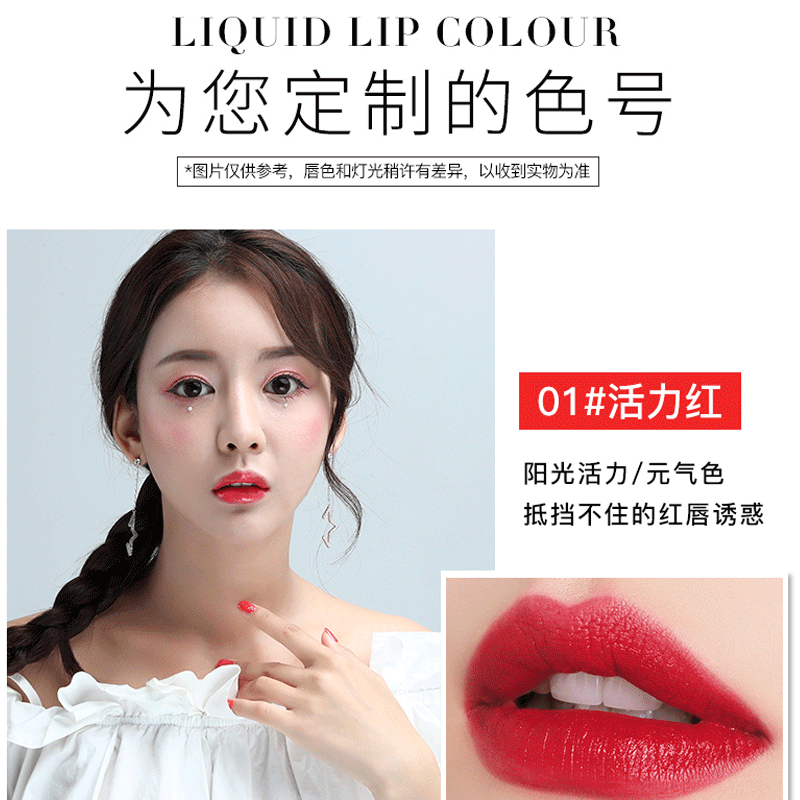 LIQUID LIP COLOUR
为您定制的色号
*图片仅供参考，唇色和灯光稍许有差异，以收到实物为准
01#活力红
阳光活力/元气色
抵挡不住的红唇诱惑